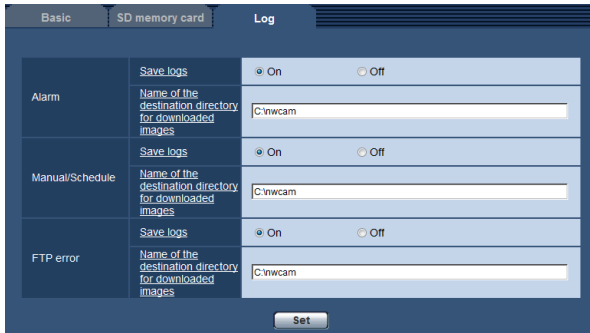 Basic SD memory card Log
Alarm
Save logs On Off
Name of the
destination directory
for downloaded
images
C:\nwcam
Manual/Schedule
Save logs On Off
Name of the
destination directory
for downloaded
images
C:\nwcam
FTP error
Save logs On Off
Name of the
destination directory
for downloaded
images
C:\nwcam
Set